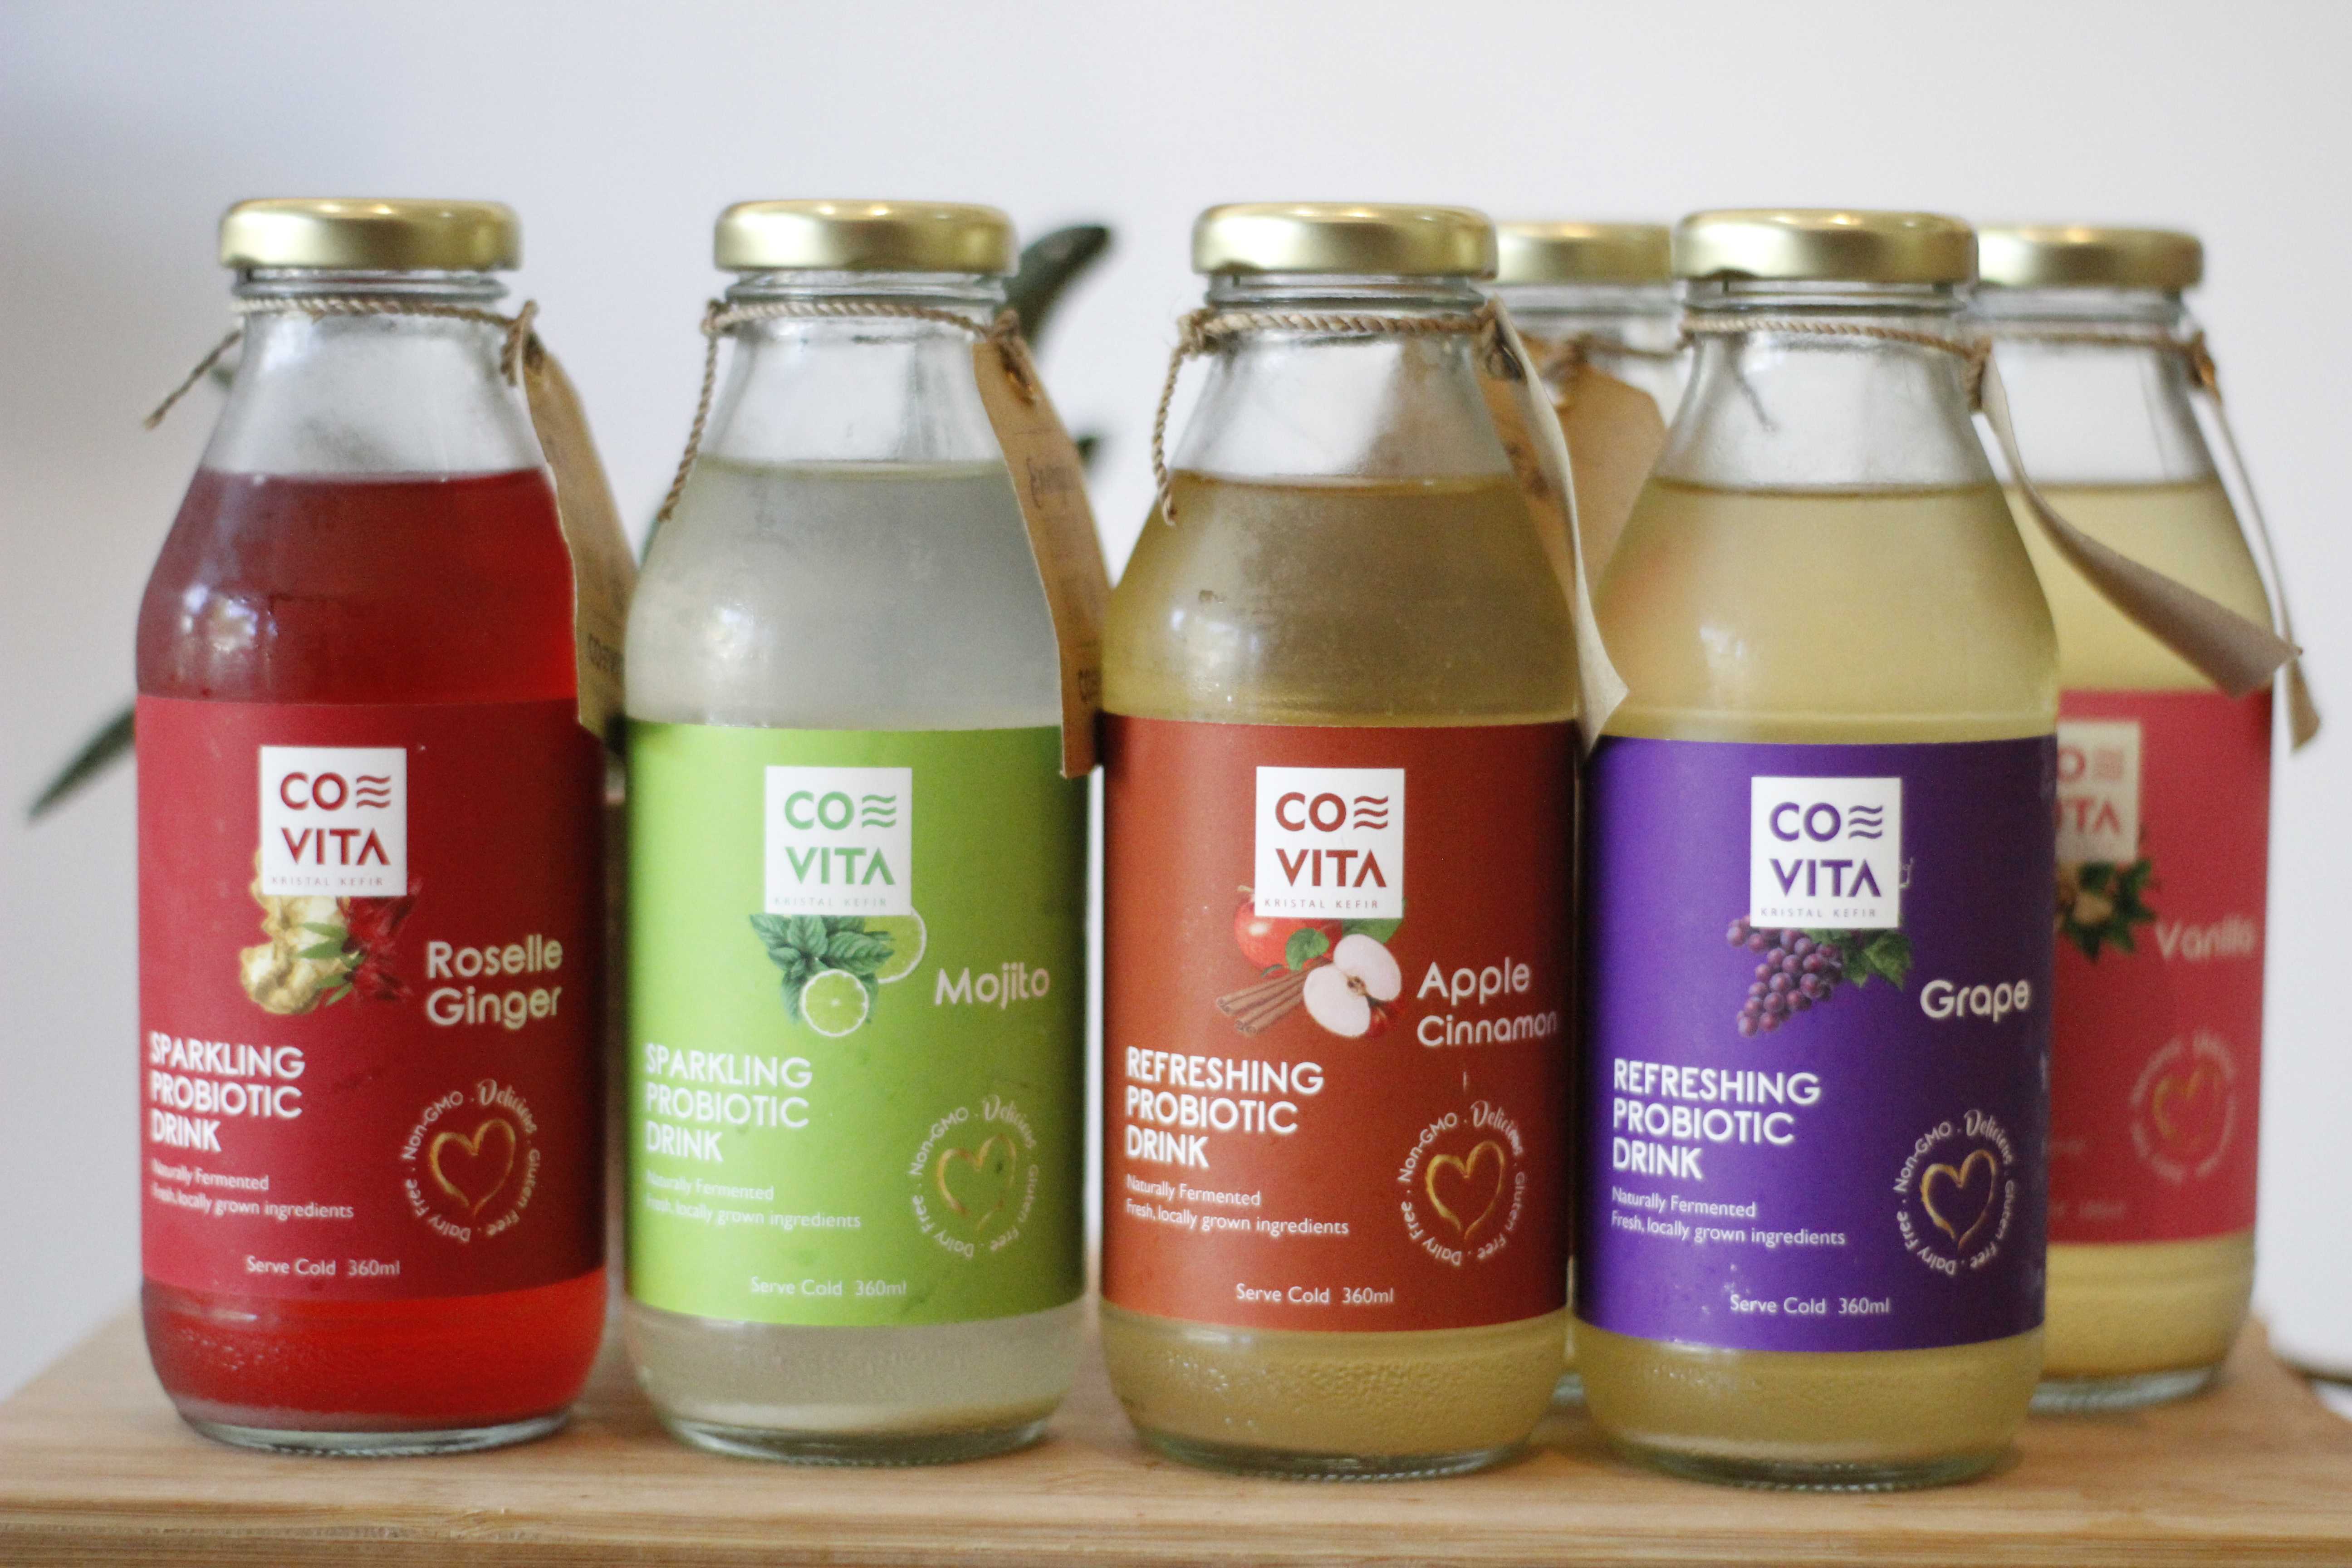 CO
VITA
KRISTAL KEFIR
Roselle
Ginger
SPARKLING
PROBIOTIC
DRINK
Naturally Fermented
Fresh, locally grown ingredients
Dairy Free . Non-GMO . Delicious . Gluten Free .
Serve Cold 360ml
CO
VITA
KRISTAL KEFIR
Mojito
SPARKLING
PROBIOTIC
DRINK
Naturally Fermented
Fresh, locally grown ingredients
Dairy Free . Non-GMO . Delicious . Gluten Free .
Serve Cold 360ml
CO
VITA
KRISTAL KEFIR
Apple
Cinnamon
REFRESHING
PROBIOTIC
DRINK
Naturally Fermented
Fresh, locally grown ingredients
Dairy Free . Non-GMO . Delicious . Gluten Free .
Serve Cold 360ml
CO
VITA
KRISTAL KEFIR
Grape
REFRESHING
PROBIOTIC
DRINK
Naturally Fermented
Fresh, locally grown ingredients
Dairy Free . Non-GMO . Delicious . Gluten Free .
Serve Cold 360ml
Vanilla